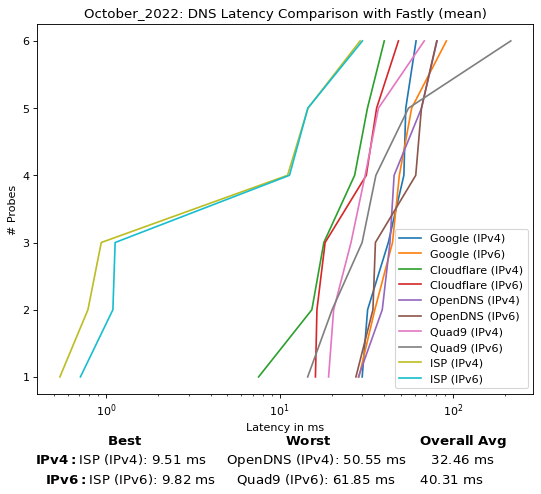 October_2022: DNS Latency Comparison with Fastly (mean)
# Probes
6
5
4
3
2
1
10⁰
10¹
10²
Latency in ms
Google (IPv4)
Google (IPv6)
Cloudflare (IPv4)
Cloudflare (IPv6)
OpenDNS (IPv4)
OpenDNS (IPv6)
Quad9 (IPv4)
Quad9 (IPv6)
ISP (IPv4)
ISP (IPv6)
Best Worst Overall Avg
IPv4: ISP (IPv4): 9.51 ms OpenDNS (IPv4): 50.55 ms 32.46 ms
IPv6: ISP (IPv6): 9.82 ms Quad9 (IPv6): 61.85 ms 40.31 ms